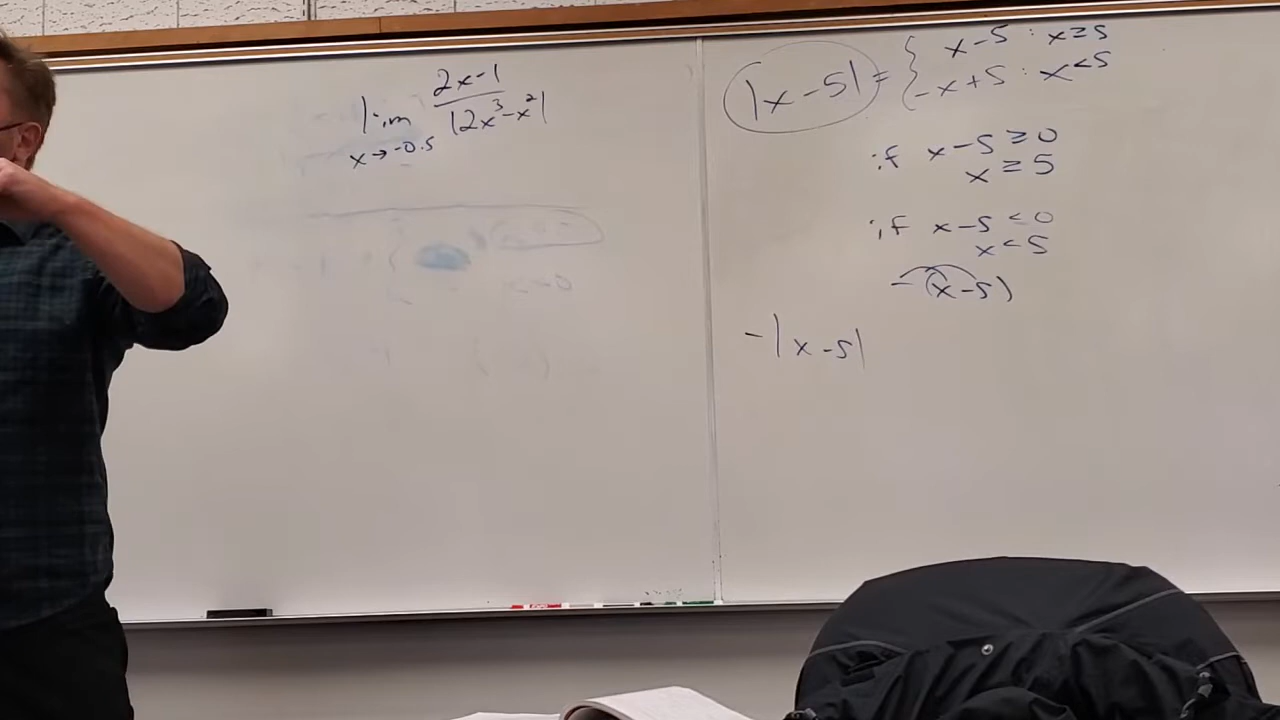 lim 2x-1 / |2x³-x²|
x→-0.5
|x-5| = { x-5 : x≥5
-x+5 : x<5
if x-5 ≥ 0
x ≥ 5
if x-5 < 0
x < 5
-(x-5)
-|x-5|